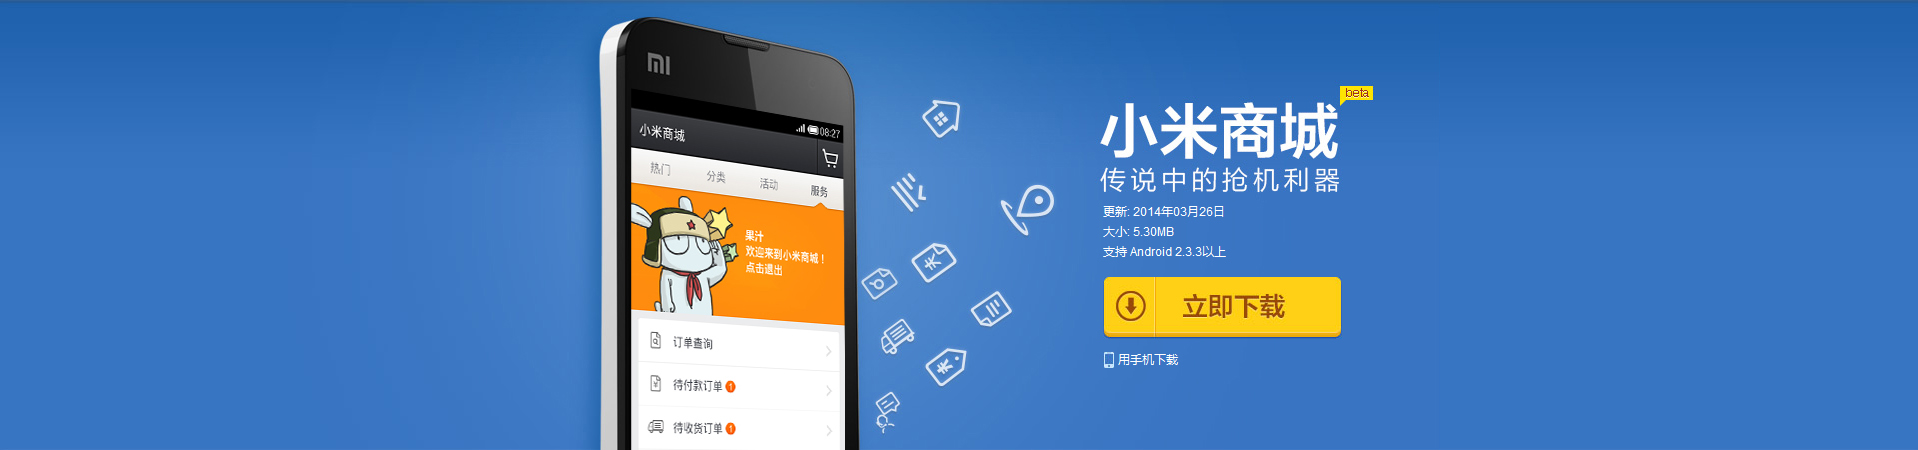 MI
08:27
小米商城
热门 分类 活动 服务
果汁
欢迎来到小米商城！
点击退出
订单查询
待付款订单 1
待收货订单 1
beta
小米商城
传说中的抢机利器
更新: 2014年03月26日
大小: 5.30MB
支持 Android 2.3.3以上
立即下载
用手机下载